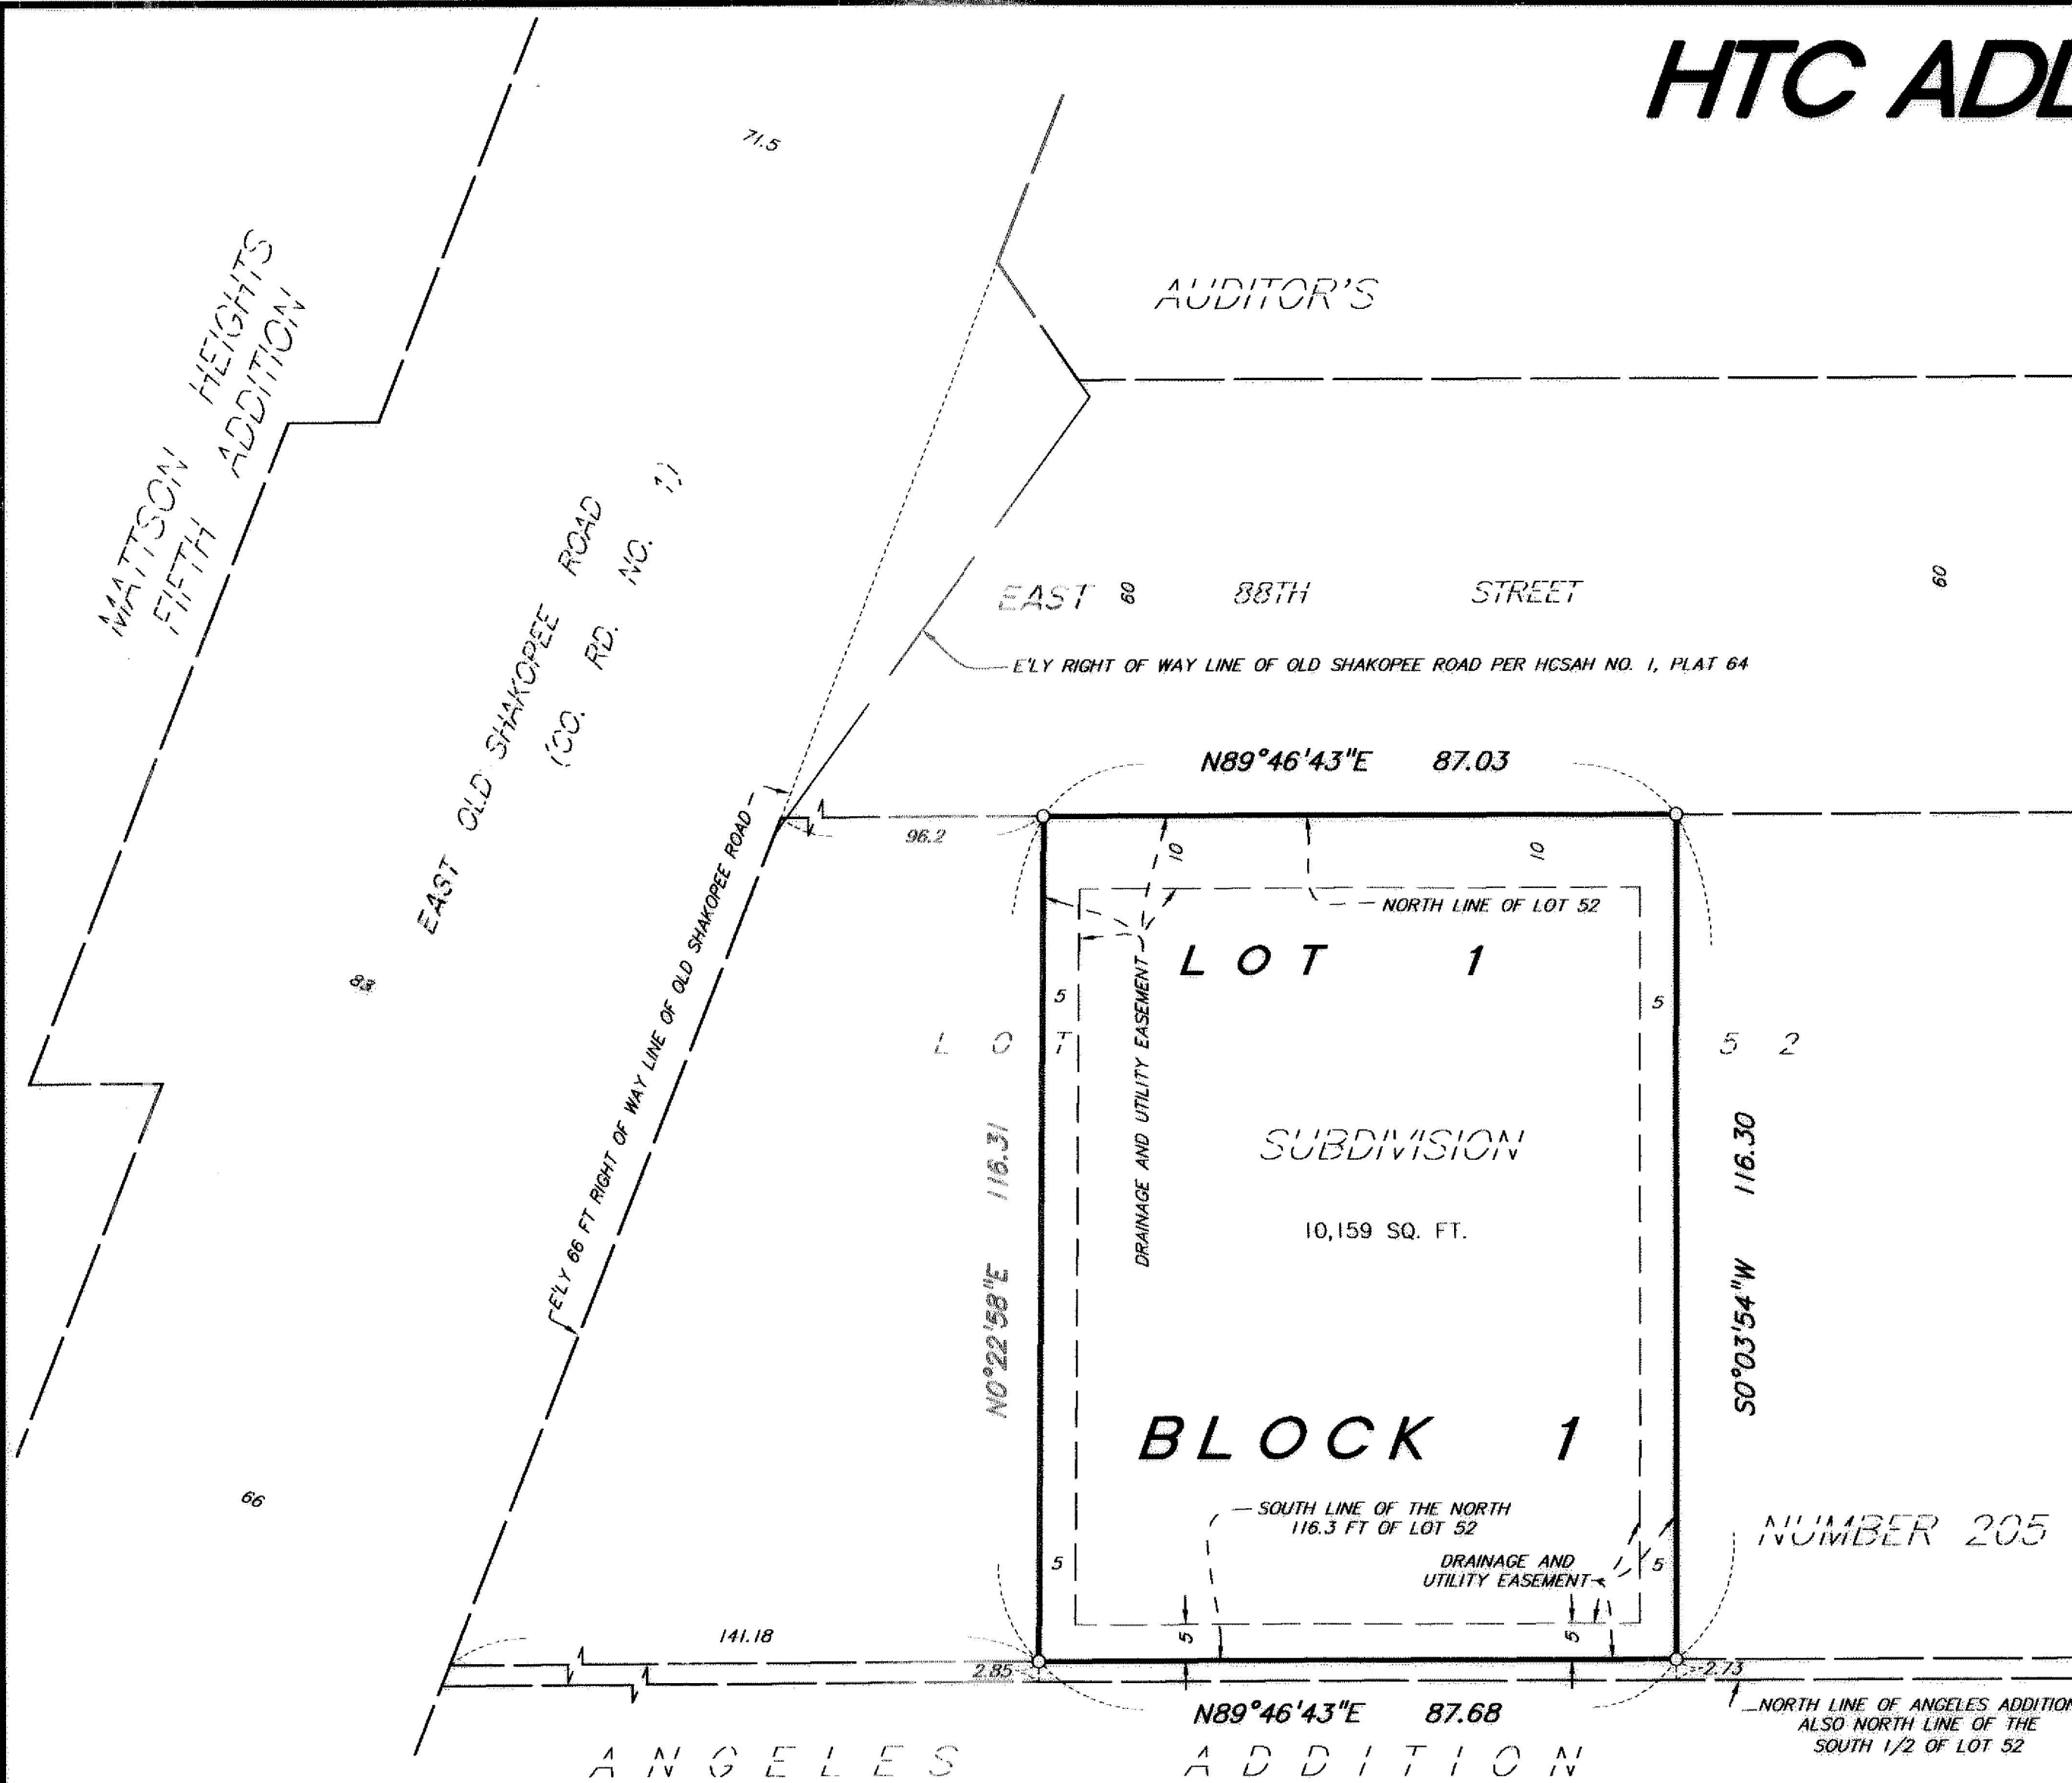 HTC ADD
71.5
AUDITOR'S
MATTSON HEIGHTS
FIFTH ADDITION
EAST OLD SHAKOPEE ROAD
(CO. RD. NO. 1)
EAST 60 88TH STREET 60
E'LY RIGHT OF WAY LINE OF OLD SHAKOPEE ROAD PER HCSAH NO. 1, PLAT 64
N89°46'43"E 87.03
96.2
10
10
NORTH LINE OF LOT 52
E'LY 66 FT RIGHT OF WAY LINE OF OLD SHAKOPEE ROAD
LOT 1
5
5
DRAINAGE AND UTILITY EASEMENT
LOT 52
N0°22'58"E 116.31
SUBDIVISION
10,159 SQ. FT.
S0°03'54"W 116.30
BLOCK 1
66
SOUTH LINE OF THE NORTH
116.3 FT OF LOT 52
NUMBER 205
5
DRAINAGE AND
UTILITY EASEMENT
5
141.18
5
5
2.85
2.73
N89°46'43"E 87.68
NORTH LINE OF ANGELES ADDITION
ALSO NORTH LINE OF THE
SOUTH 1/2 OF LOT 52
ANGELES ADDITION